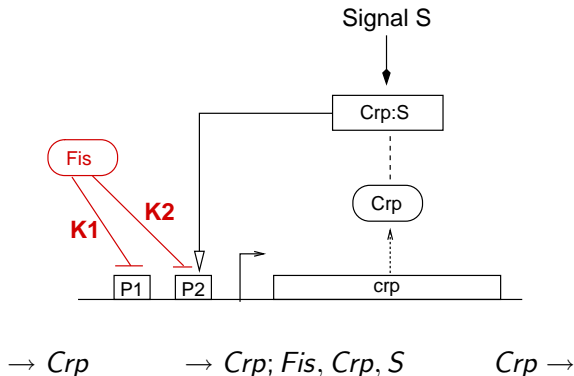 Signal S
Crp:S
Fis
K2
Crp
K1
P1 P2 crp
→ Crp → Crp; Fis, Crp, S Crp →